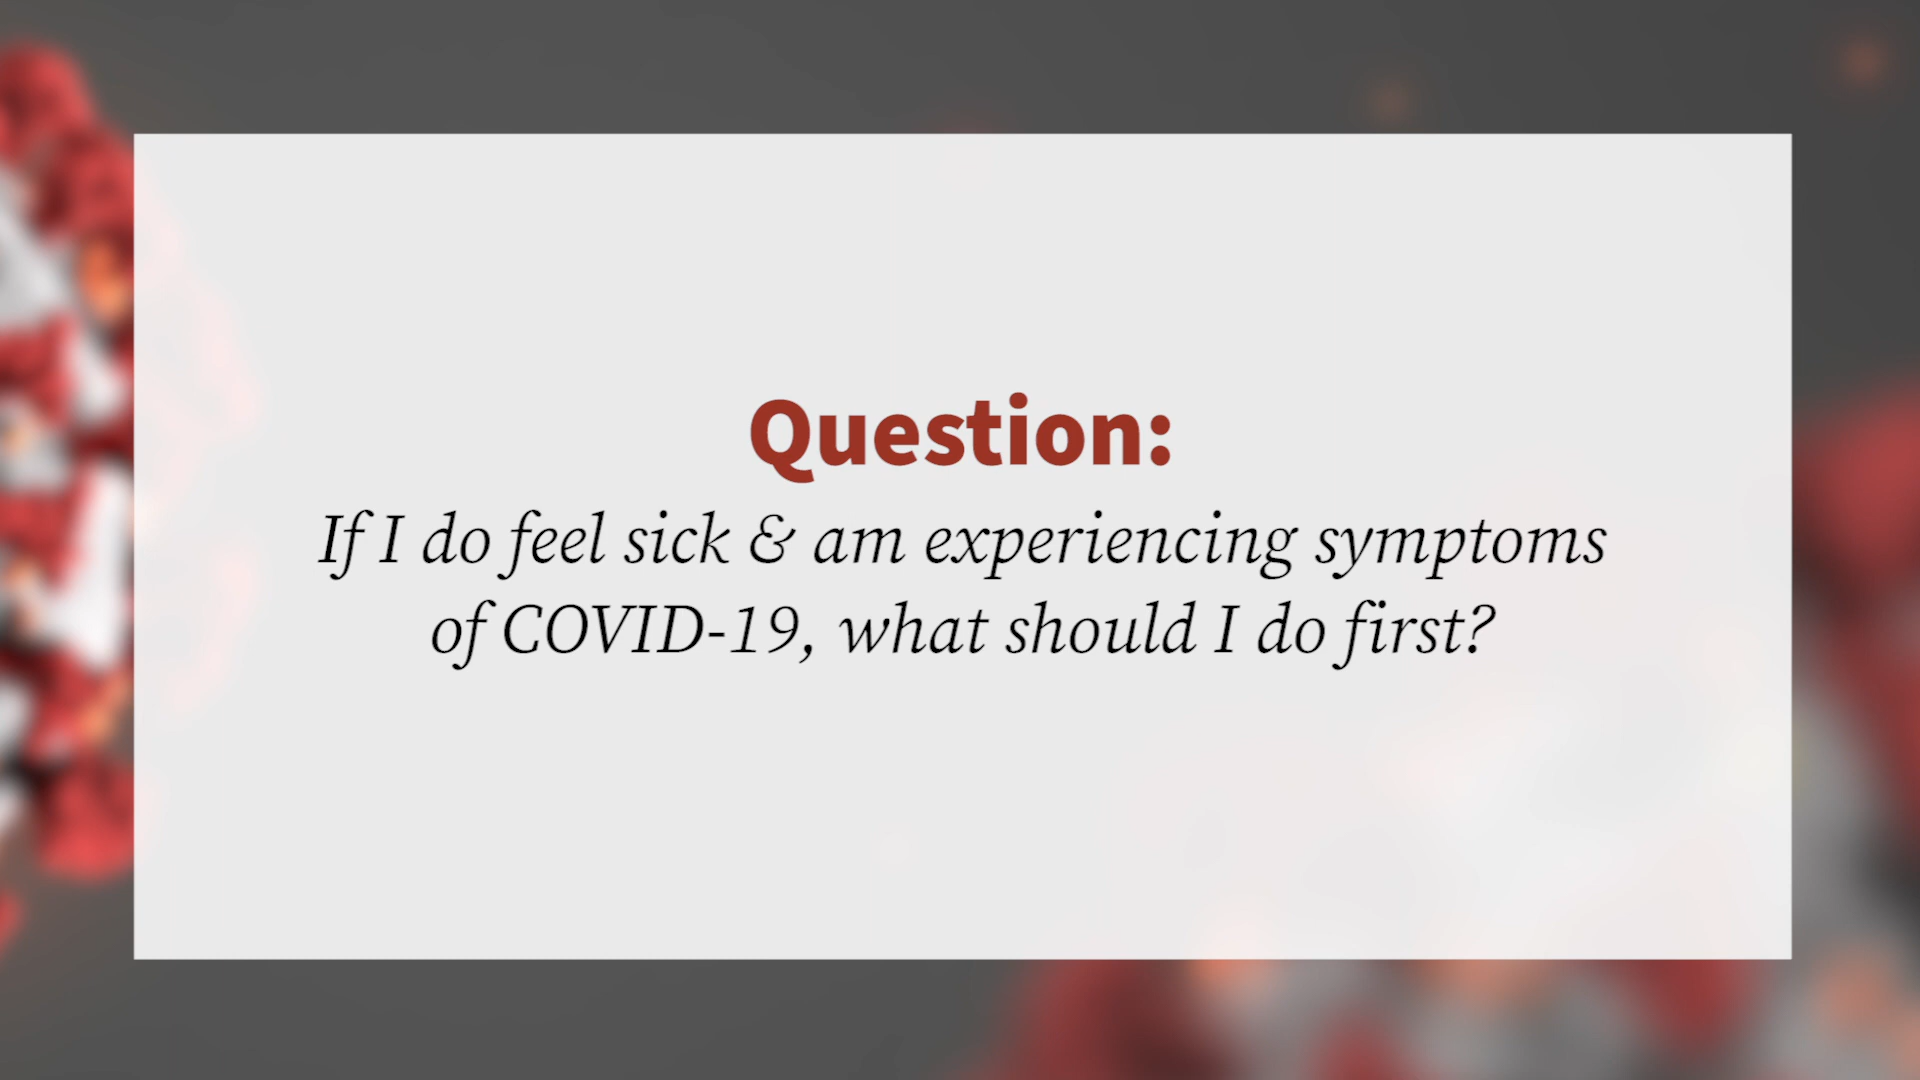 Question:
If I do feel sick & am experiencing symptoms
of COVID-19, what should I do first?